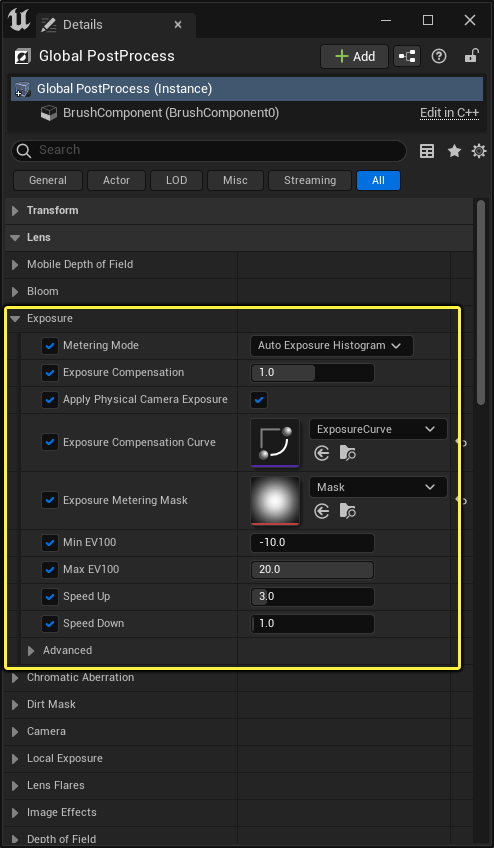 Details
Global PostProcess
Add
Global PostProcess (Instance)
BrushComponent (BrushComponent0)
Edit in C++
Search
General
Actor
LOD
Misc
Streaming
All
Transform
Lens
Mobile Depth of Field
Bloom
Exposure
Metering Mode
Auto Exposure Histogram
Exposure Compensation
1.0
Apply Physical Camera Exposure
Exposure Compensation Curve
ExposureCurve
Exposure Metering Mask
Mask
Min EV100
-10.0
Max EV100
20.0
Speed Up
3.0
Speed Down
1.0
Advanced
Chromatic Aberration
Dirt Mask
Camera
Local Exposure
Lens Flares
Image Effects
Depth of Field